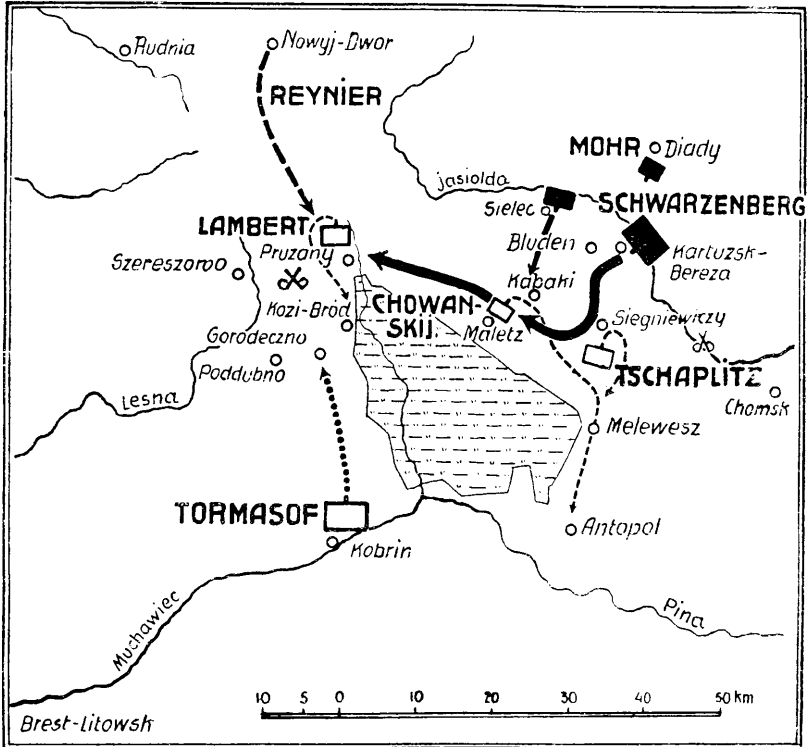 Rudnia
Nowyj-Dwor
REYNIER
MOHR
Diady
Jasiolda
Sielec
SCHWARZENBERG
LAMBERT
Pruzany
Bluden
Kartuzsk-
Bereza
Szereszowo
Kabaki
Kozi-Bród
CHOWAN-
SKIJ
Maletz
Siegniewiczy
Gorodeczno
Poddubno
TSCHAPLITZ
Lesna
Chomsk
Melewesz
TORMASOF
Kobrin
Antopol
Muchawiec
Pina
10 5 0 20 30 40 50 km
Brest-Litowsk